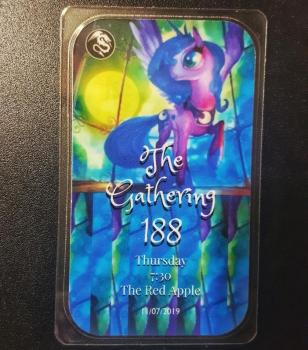 The
Gathering
188
Thursday
7:30
The Red Apple
11/07/2019